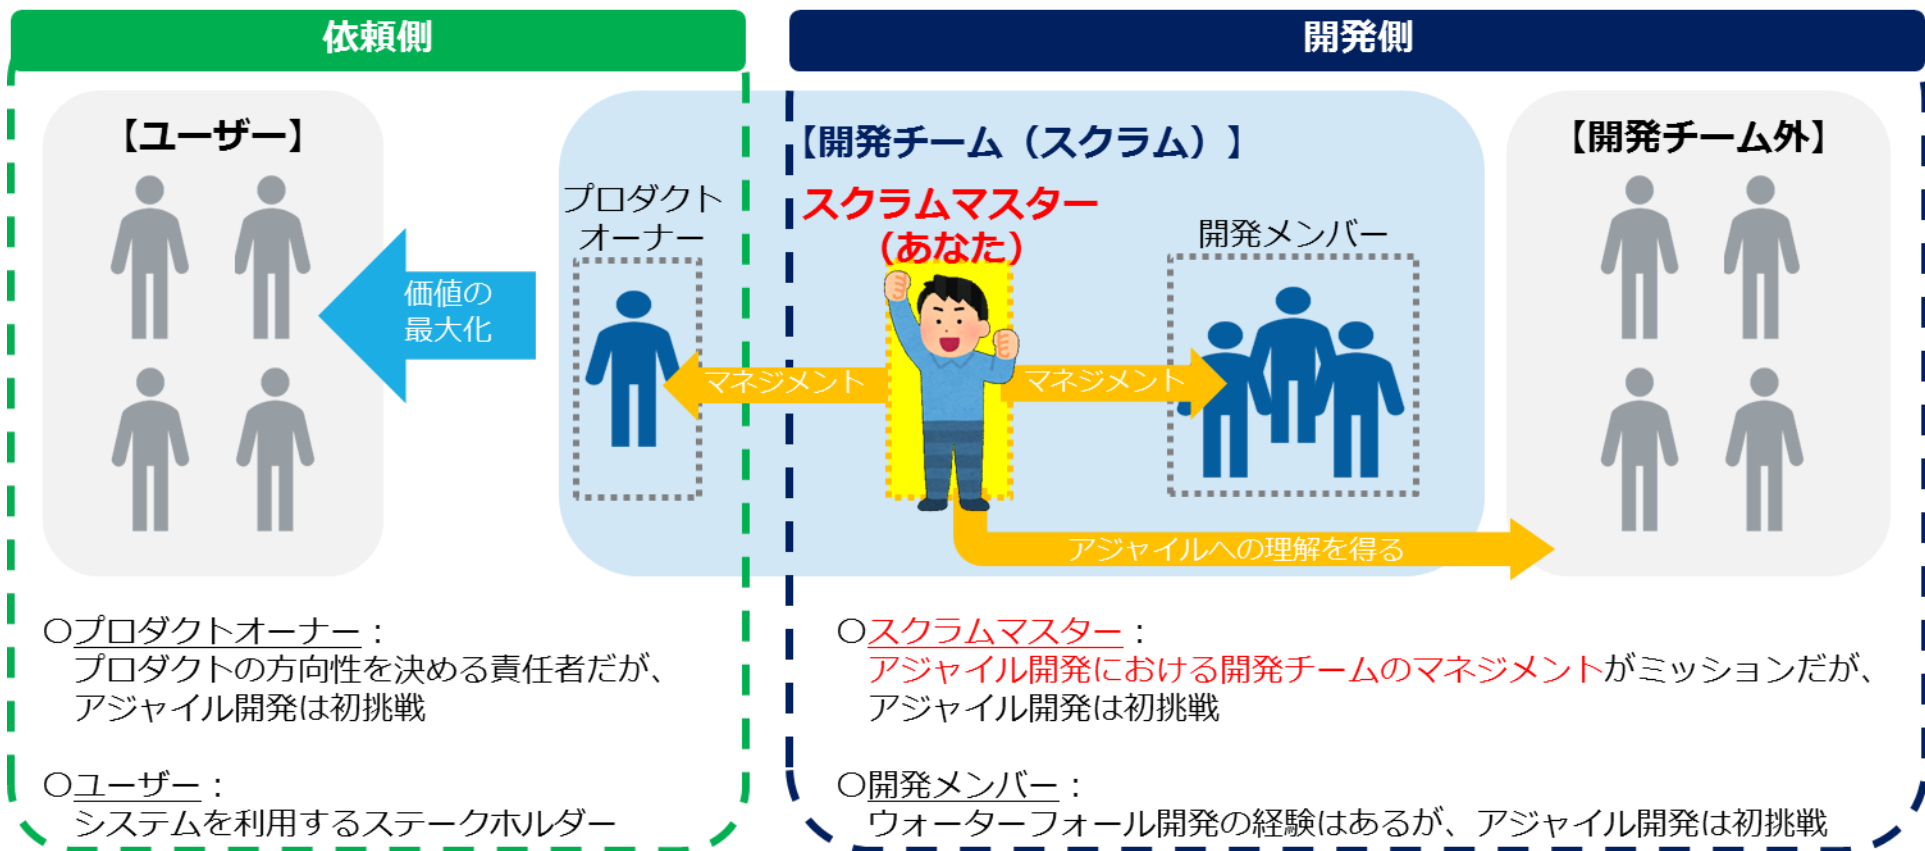 依頼側
開発側
【ユーザー】
【開発チーム(スクラム)】
【開発チーム外】
プロダクト
オーナー
スクラムマスター
(あなた)
開発メンバー
価値の
最大化
マネジメント
マネジメント
アジャイルへの理解を得る
〇プロダクトオーナー:
プロダクトの方向性を決める責任者だが、
アジャイル開発は初挑戦
〇ユーザー:
システムを利用するステークホルダー
〇スクラムマスター:
アジャイル開発における開発チームのマネジメントがミッションだが、
アジャイル開発は初挑戦
〇開発メンバー:
ウォーターフォール開発の経験はあるが、アジャイル開発は初挑戦